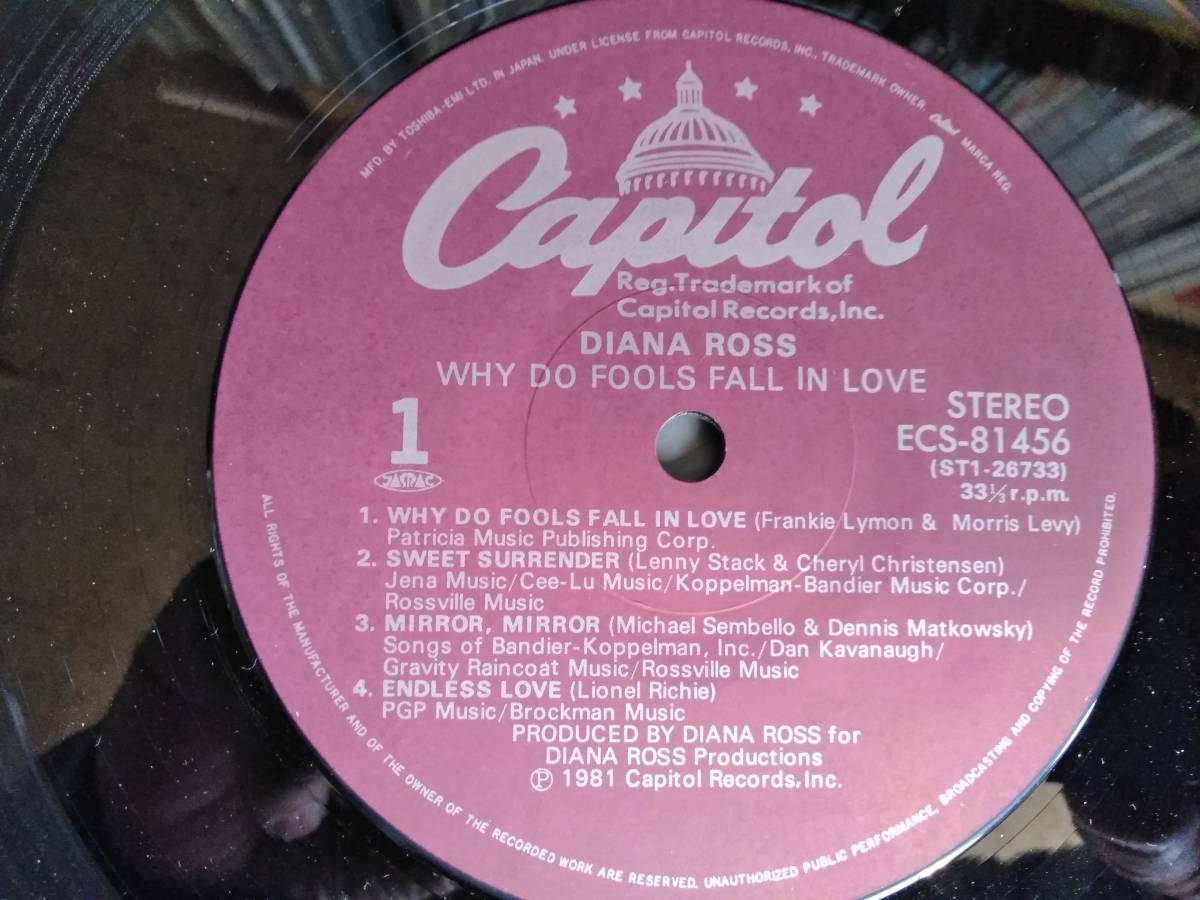 MFD. BY TOSHIBA-EMI LTD. IN JAPAN. UNDER LICENSE FROM CAPITOL RECORDS, INC., TRADEMARK OWNER. Capitol MARCA REG.
Capitol
Reg.Trademark of
Capitol Records,Inc.
DIANA ROSS
WHY DO FOOLS FALL IN LOVE
1
JASRAC
STEREO
ECS-81456
(ST1-26733)
33⅓r.p.m.
1. WHY DO FOOLS FALL IN LOVE (Frankie Lymon & Morris Levy)
Patricia Music Publishing Corp.
2. SWEET SURRENDER (Lenny Stack & Cheryl Christensen)
Jena Music/Cee-Lu Music/Koppelman-Bandier Music Corp./
Rossville Music
3. MIRROR, MIRROR (Michael Sembello & Dennis Matkowsky)
Songs of Bandier-Koppelman, Inc./Dan Kavanaugh/
Gravity Raincoat Music/Rossville Music
4. ENDLESS LOVE (Lionel Richie)
PGP Music/Brockman Music
PRODUCED BY DIANA ROSS for
DIANA ROSS Productions
Ⓟ 1981 Capitol Records,Inc.
ALL RIGHTS OF THE MANUFACTURER AND OF THE OWNER OF THE RECORDED WORK ARE RESERVED. UNAUTHORIZED PUBLIC PERFORMANCE, BROADCASTING AND COPYING OF THE RECORD PROHIBITED.